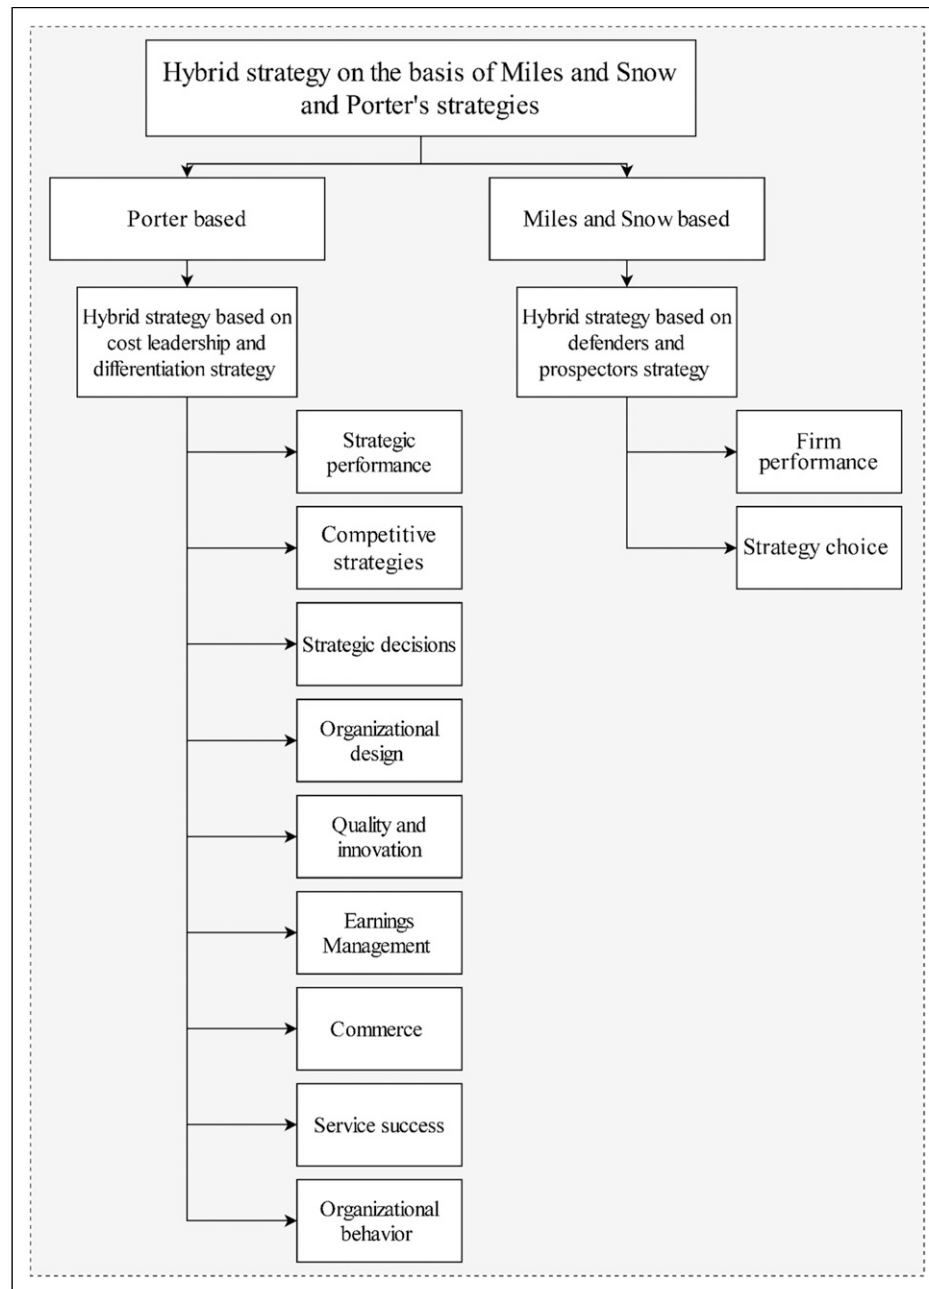 Hybrid strategy on the basis of Miles and Snow
and Porter's strategies
Porter based
Miles and Snow based
Hybrid strategy based on
cost leadership and
differentiation strategy
Hybrid strategy based on
defenders and
prospectors strategy
Strategic
performance
Competitive
strategies
Strategic decisions
Organizational
design
Quality and
innovation
Earnings
Management
Commerce
Service success
Organizational
behavior
Firm
performance
Strategy choice